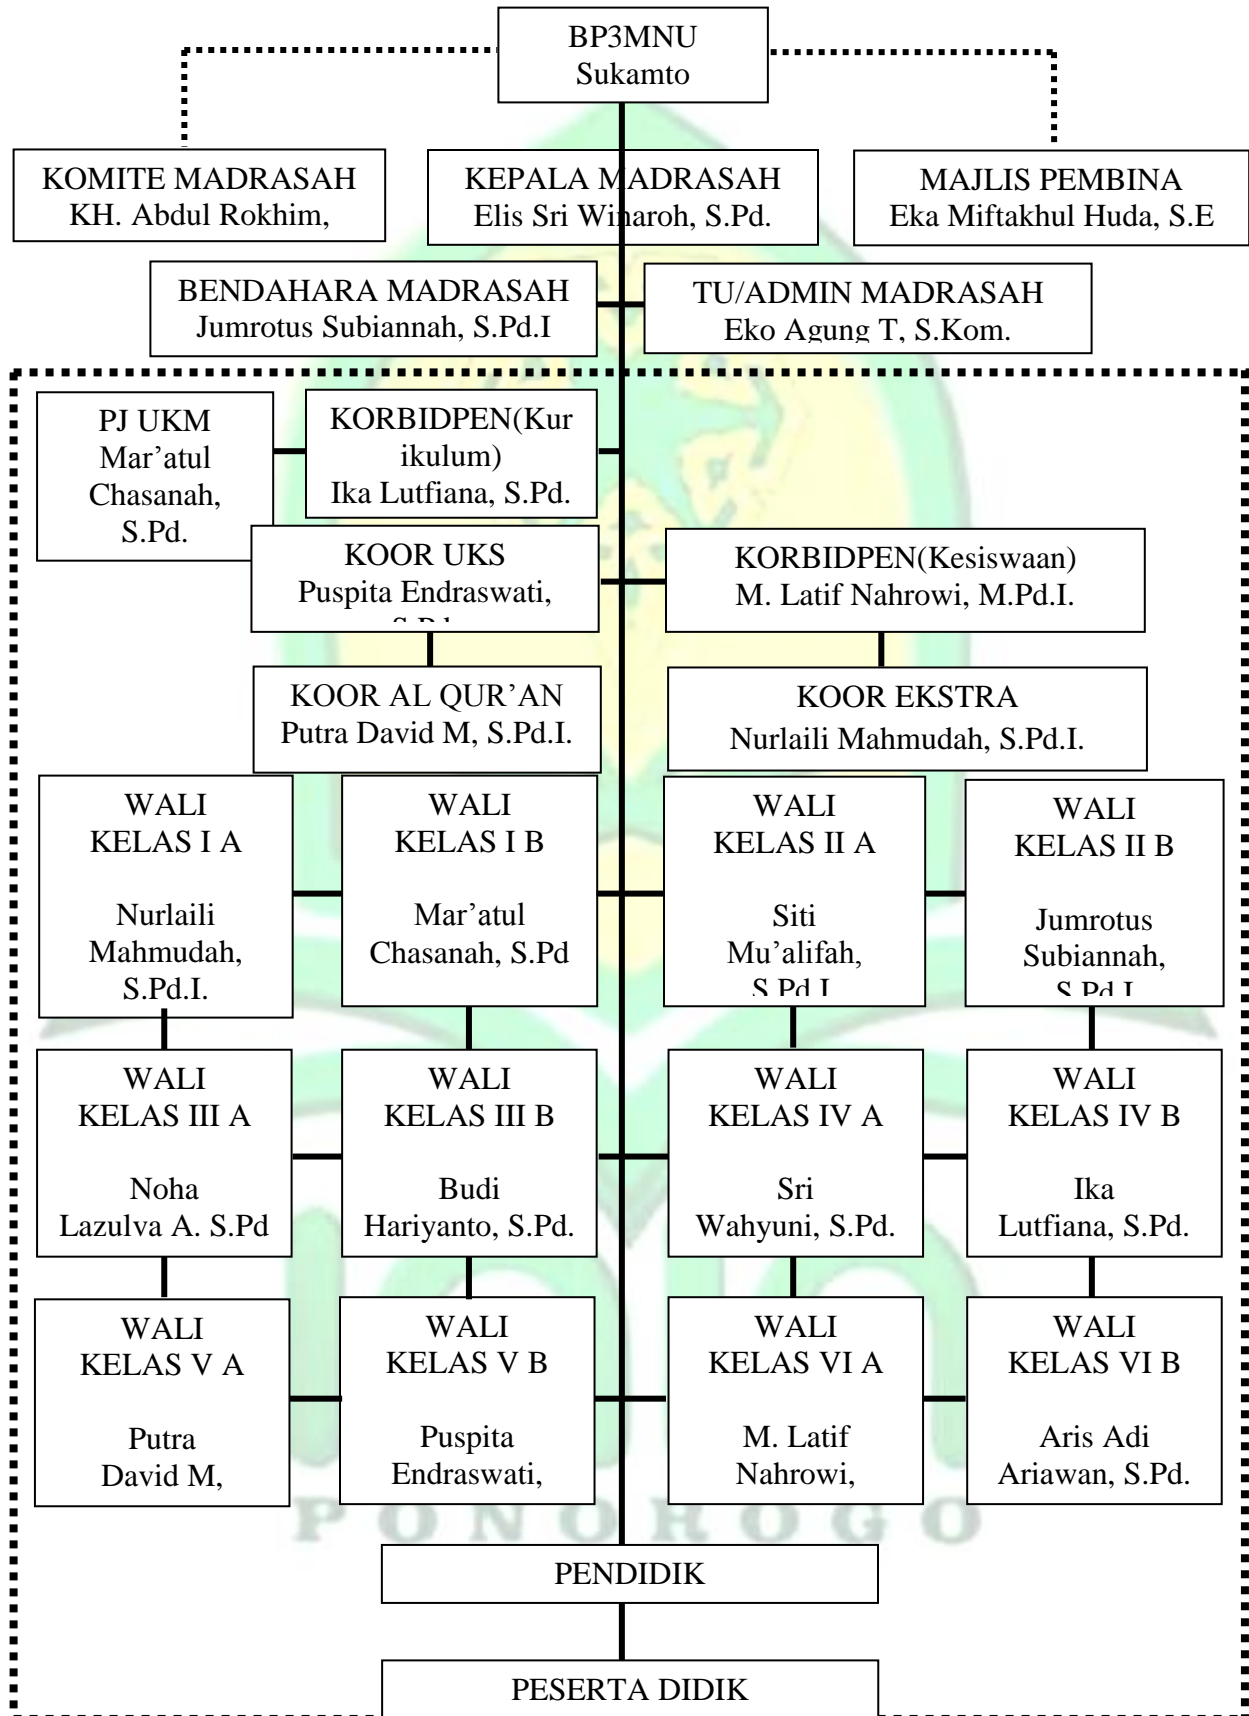 BP3MNU
Sukamto
KOMITE MADRASAH
KH. Abdul Rokhim,
KEPALA MADRASAH
Elis Sri Winaroh, S.Pd.
MAJLIS PEMBINA
Eka Miftakhul Huda, S.E
BENDAHARA MADRASAH
Jumrotus Subiannah, S.Pd.I
TU/ADMIN MADRASAH
Eko Agung T, S.Kom.
PJ UKM
Mar’atul
Chasanah,
S.Pd.
KORBIDPEN(Kur
ikulum)
Ika Lutfiana, S.Pd.
KOOR UKS
Puspita Endraswati,
KORBIDPEN(Kesiswaan)
M. Latif Nahrowi, M.Pd.I.
KOOR AL QUR’AN
Putra David M, S.Pd.I.
KOOR EKSTRA
Nurlaili Mahmudah, S.Pd.I.
WALI
KELAS I A
Nurlaili
Mahmudah,
S.Pd.I.
WALI
KELAS I B
Mar’atul
Chasanah, S.Pd
WALI
KELAS II A
Siti
Mu’alifah,
S.Pd.I
WALI
KELAS II B
Jumrotus
Subiannah,
S.Pd.I
WALI
KELAS III A
Noha
Lazulva A. S.Pd
WALI
KELAS III B
Budi
Hariyanto, S.Pd.
WALI
KELAS IV A
Sri
Wahyuni, S.Pd.
WALI
KELAS IV B
Ika
Lutfiana, S.Pd.
WALI
KELAS V A
Putra
David M,
WALI
KELAS V B
Puspita
Endraswati,
WALI
KELAS VI A
M. Latif
Nahrowi,
WALI
KELAS VI B
Aris Adi
Ariawan, S.Pd.
PONOROGO
PENDIDIK
PESERTA DIDIK